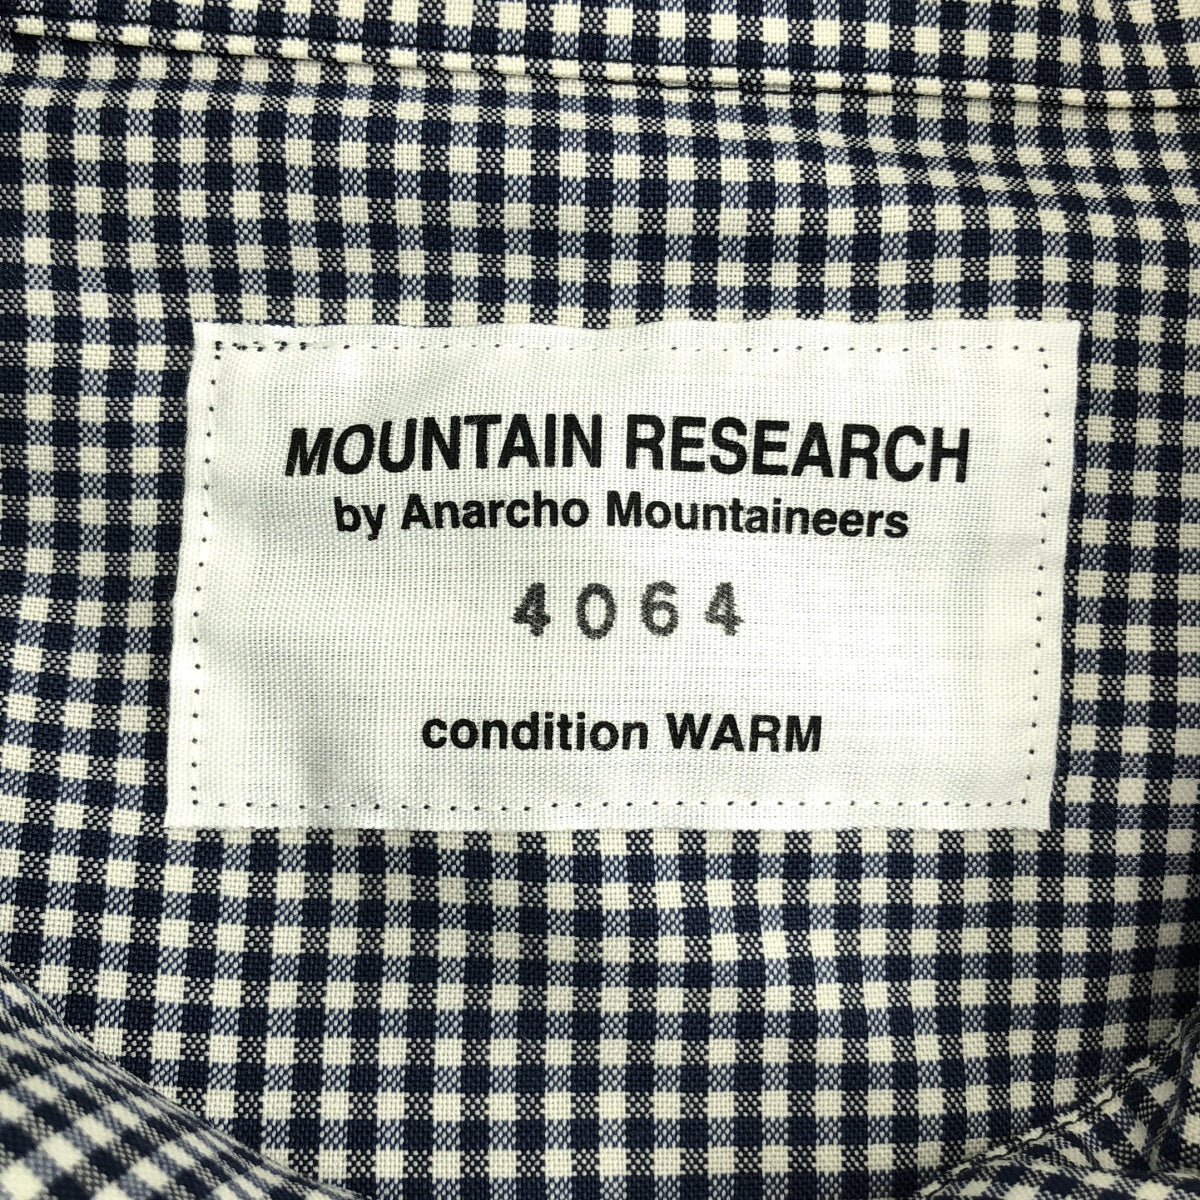 MOUNTAIN RESEARCH
by Anarcho Mountaineers
4064
condition WARM